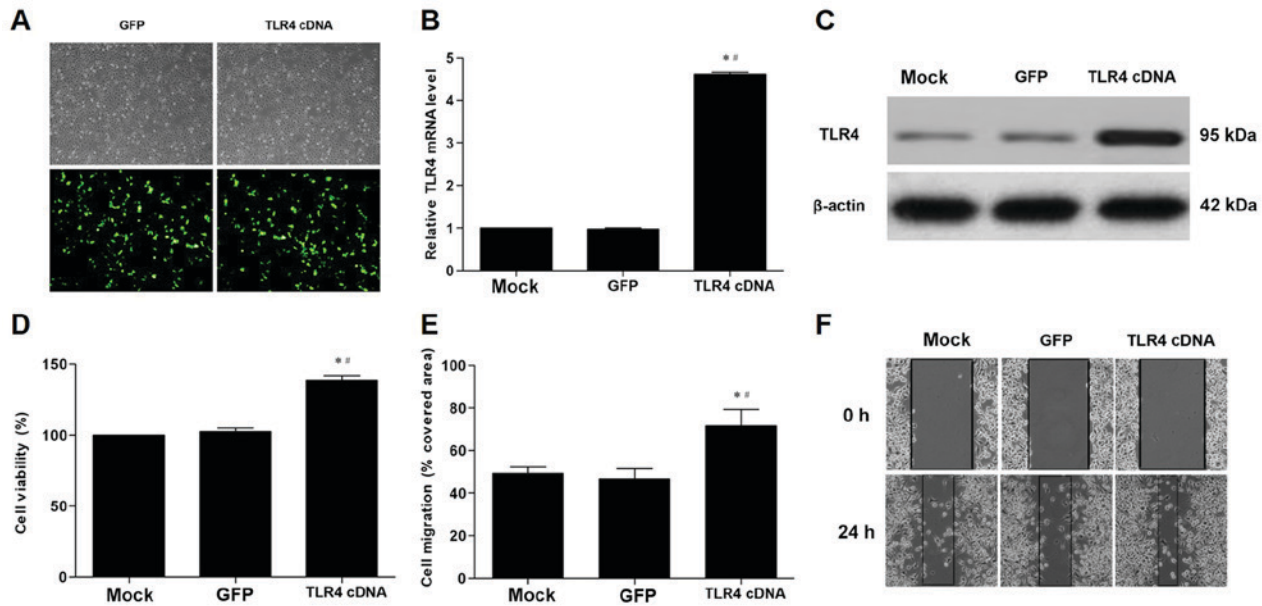 A
GFP
TLR4 cDNA
B
Relative TLR4 mRNA level
5
4
3
2
1
0
* #
Mock
GFP
TLR4 cDNA
C
Mock
GFP
TLR4 cDNA
TLR4
95 kDa
β-actin
42 kDa
D
Cell viability (%)
150
100
50
0
* #
Mock
GFP
TLR4 cDNA
E
Cell migration (% covered area)
100
80
60
40
20
0
* #
Mock
GFP
TLR4 cDNA
F
Mock
GFP
TLR4 cDNA
0 h
24 h